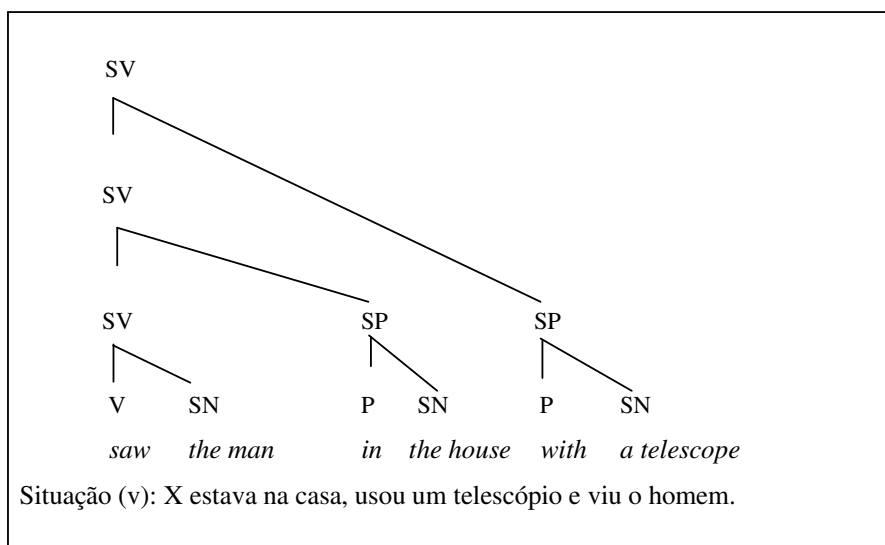 SV
SV
SV SP SP
V SN P SN P SN
saw the man in the house with a telescope
Situação (v): X estava na casa, usou um telescópio e viu o homem.